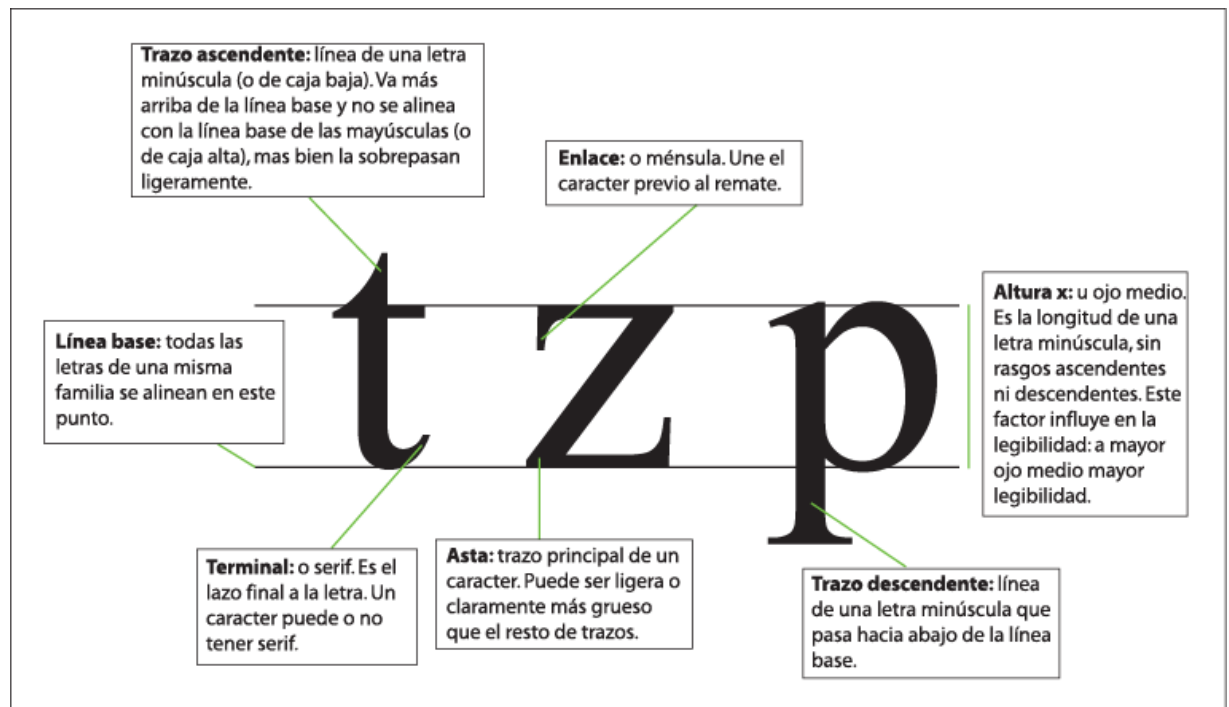 Trazo ascendente: línea de una letra
minúscula (o de caja baja). Va más
arriba de la línea base y no se alinea
con la línea base de las mayúsculas (o
de caja alta), mas bien la sobrepasan
ligeramente.
Enlace: o ménsula. Une el
caracter previo al remate.
Altura x: u ojo medio.
Es la longitud de una
letra minúscula, sin
rasgos ascendentes
ni descendentes. Este
factor influye en la
legibilidad: a mayor
ojo medio mayor
legibilidad.
Línea base: todas las
letras de una misma
familia se alinean en este
punto.
t z p
Terminal: o serif. Es el
lazo final a la letra. Un
caracter puede o no
tener serif.
Asta: trazo principal de un
caracter. Puede ser ligera o
claramente más grueso
que el resto de trazos.
Trazo descendente: línea
de una letra minúscula que
pasa hacia abajo de la línea
base.